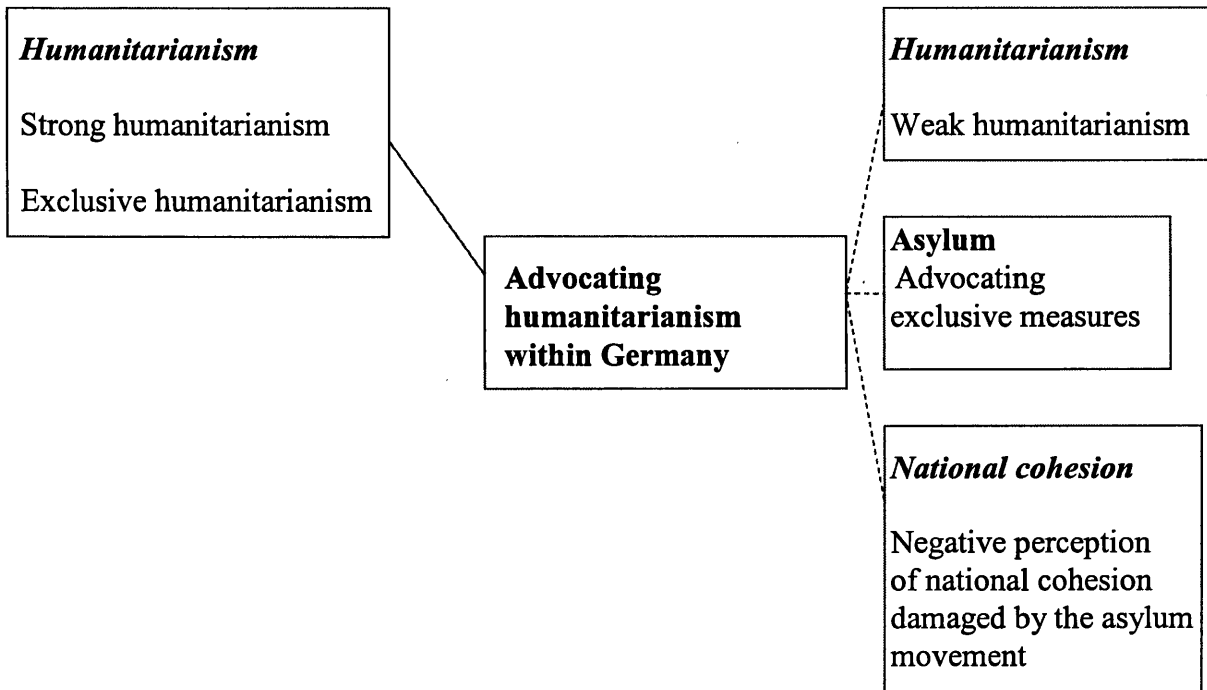 Humanitarianism
Strong humanitarianism
Exclusive humanitarianism
Advocating
humanitarianism
within Germany
Humanitarianism
Weak humanitarianism
Asylum
Advocating
exclusive measures
National cohesion
Negative perception
of national cohesion
damaged by the asylum
movement